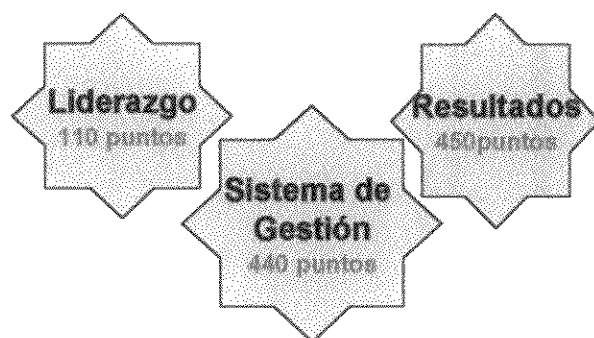 Liderazgo
110 puntos
Sistema de
Gestión
440 puntos
Resultados
450puntos